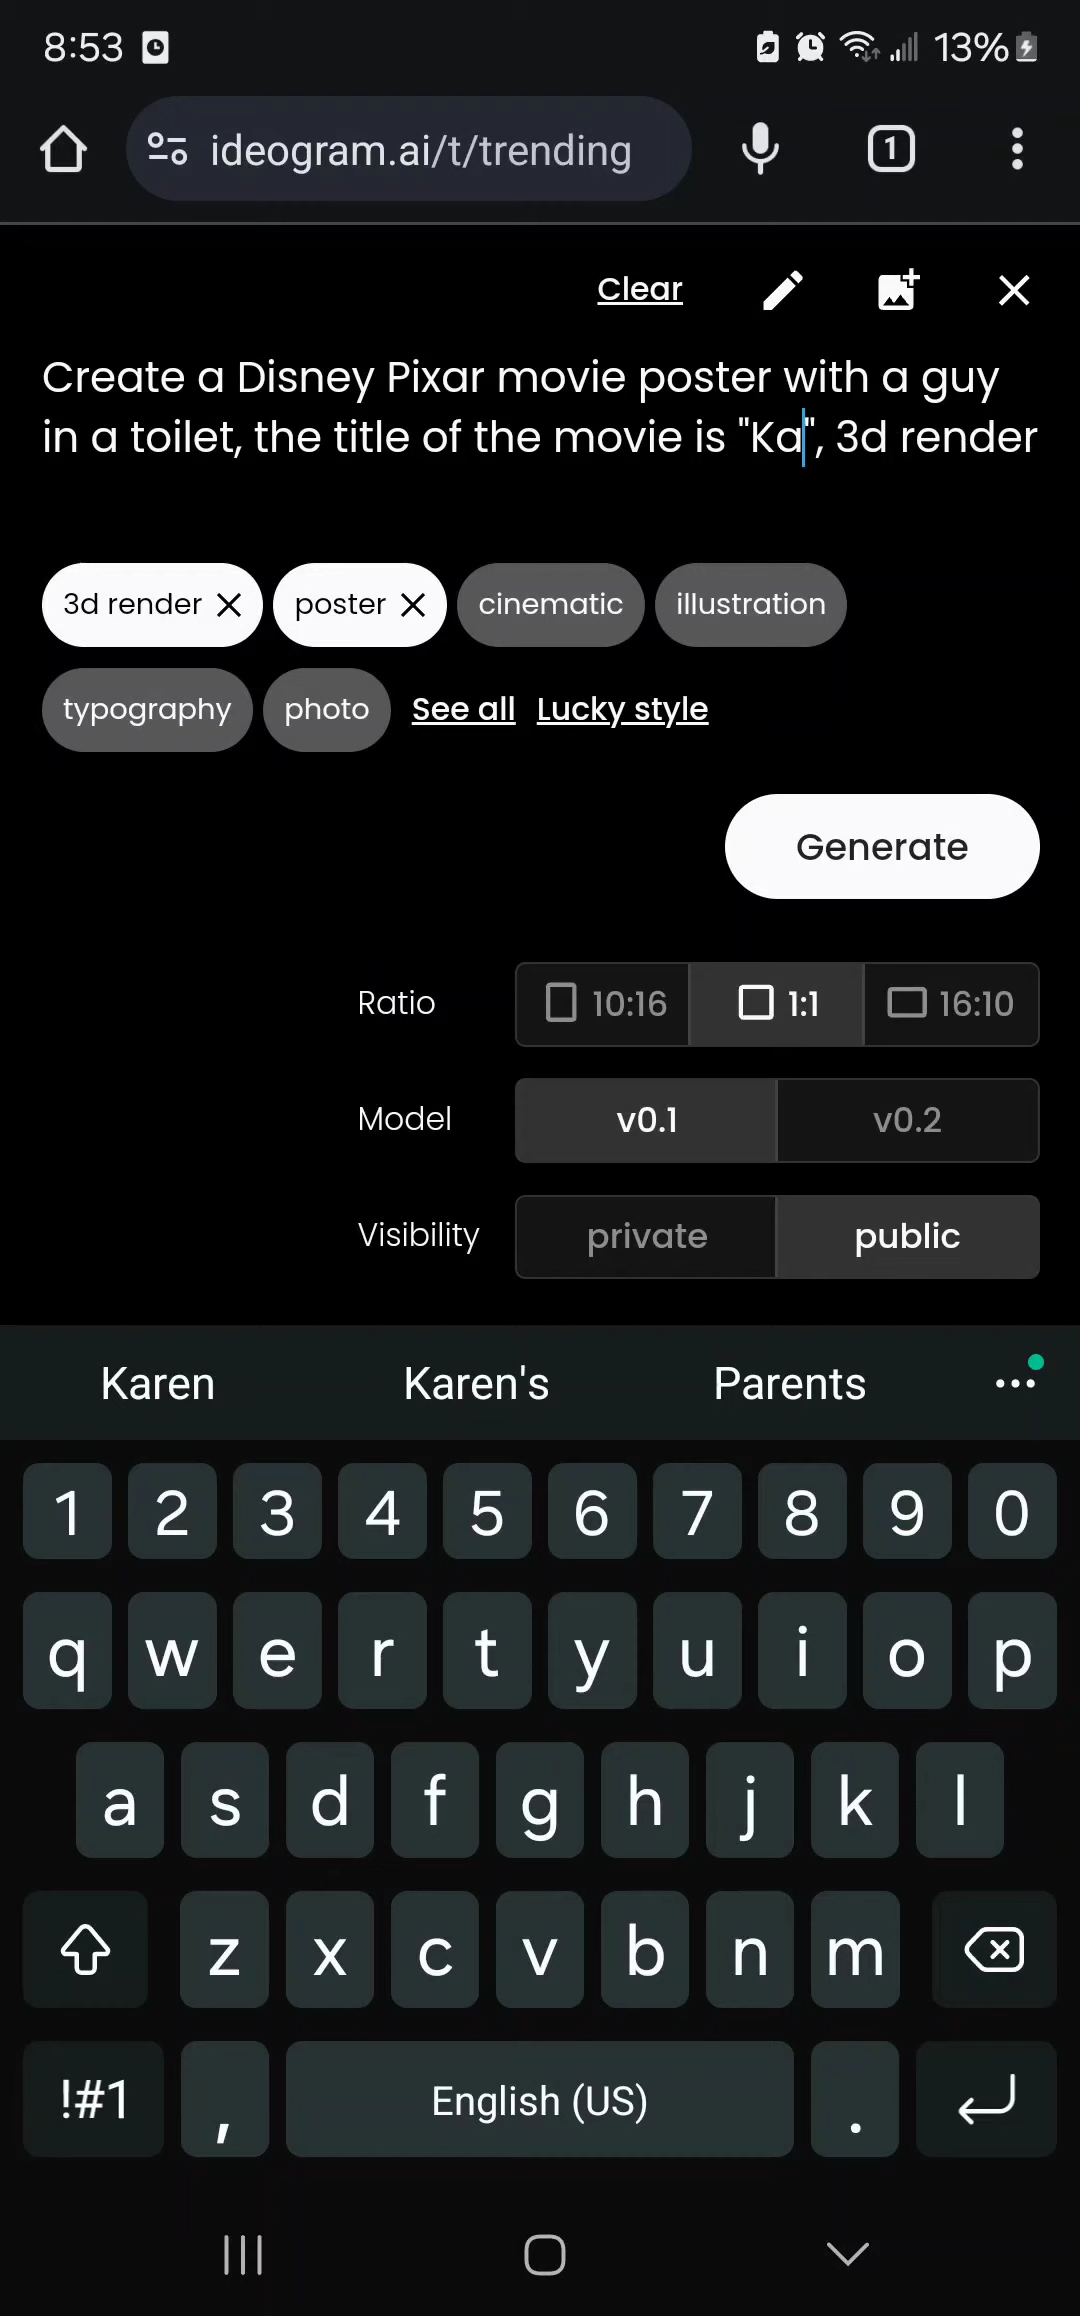 8:53
13%
ideogram.ai/t/trending
1
Clear
Create a Disney Pixar movie poster with a guy
in a toilet, the title of the movie is "Ka", 3d render
3d render poster cinematic illustration
typography photo See all Lucky style
Generate
Ratio 10:16 1:1 16:10
Model v0.1 v0.2
Visibility private public
Karen Karen's Parents
1 2 3 4 5 6 7 8 9 0
q w e r t y u i o p
a s d f g h j k l
z x c v b n m
!#1 , English (US) .